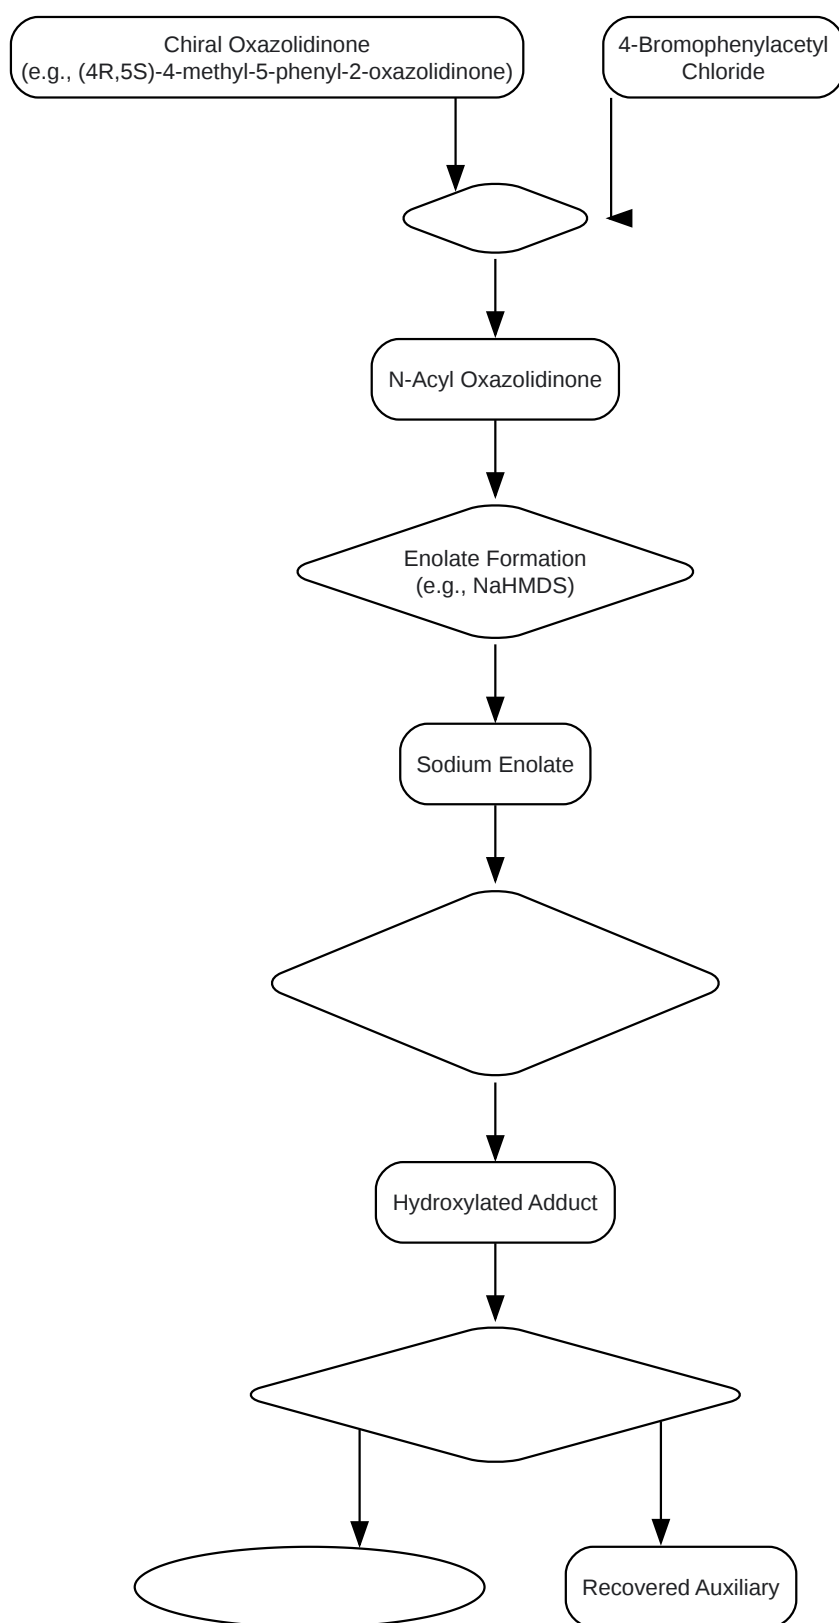 Chiral Oxazolidinone
(e.g., (4R,5S)-4-methyl-5-phenyl-2-oxazolidinone)
4-Bromophenylacetyl
Chloride
N-Acyl Oxazolidinone
Enolate Formation
(e.g., NaHMDS)
Sodium Enolate
Hydroxylated Adduct
Recovered Auxiliary